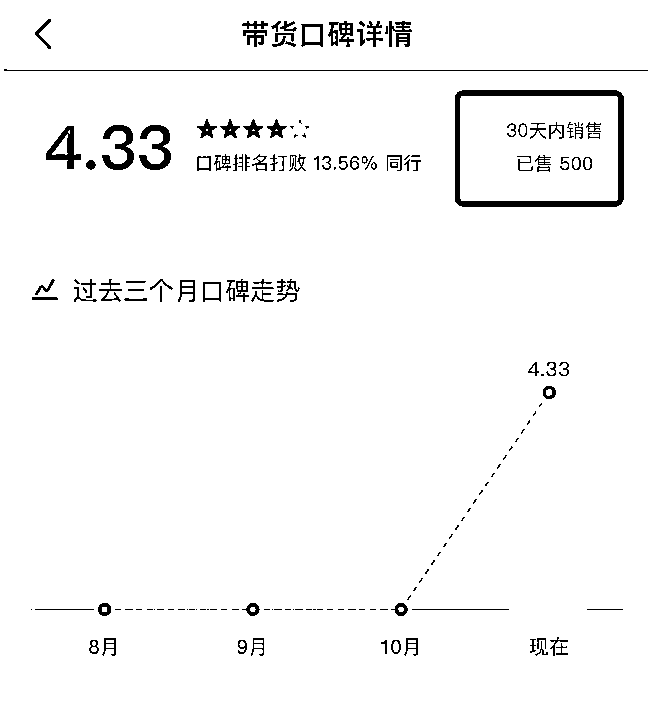 带货口碑详情
4.33
口碑排名打败 13.56% 同行
30天内销售
已售 500
过去三个月口碑走势
4.33
8月
9月
10月
现在